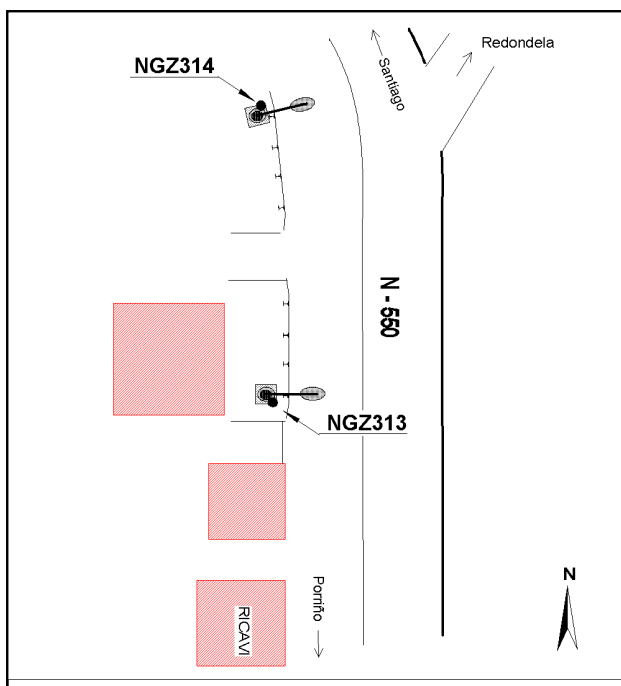 Redondela
Santiago
NGZ314
N - 550
NGZ313
Porriño
RICAVI
N